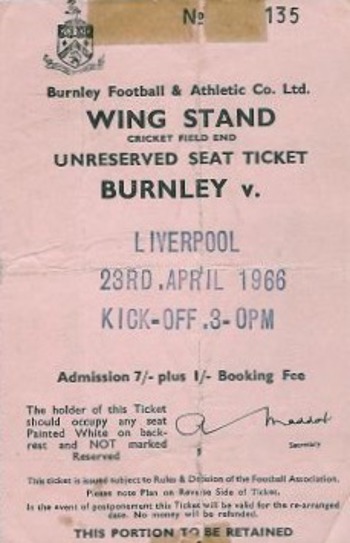 No 135
Burnley Football & Athletic Co. Ltd.
WING STAND
CRICKET FIELD END
UNRESERVED SEAT TICKET
BURNLEY v.
LIVERPOOL
23RD.APRIL 1966
KICK-OFF.3-0PM
Admission 7/- plus 1/- Booking Fee
The holder of this Ticket
should occupy any seat
Painted White on back-
rest and NOT marked
Reserved
A Maddox
Secretary
This ticket is issued subject to Rules & Division of the Football Association.
Please note Plan on Reverse Side of Ticket.
In the event of postponement this Ticket will be valid for the re-arranged
date. No money will be refunded.
THIS PORTION TO BE RETAINED